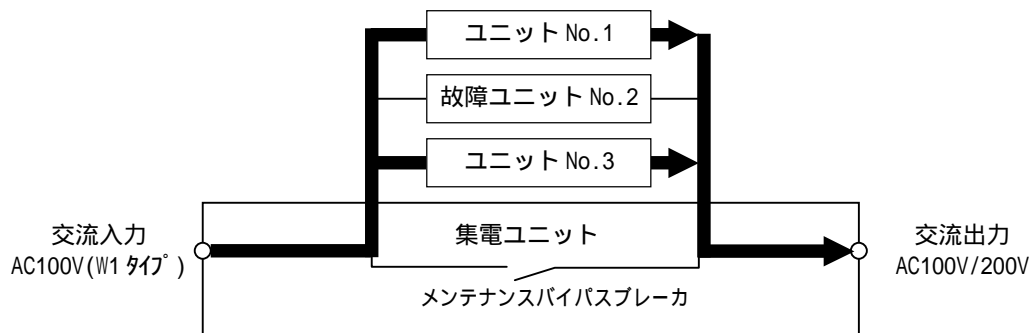 ユニット No.1
故障ユニット No.2
ユニット No.3
集電ユニット
メンテナンスバイパスブレーカ
交流入力
AC100V(W1 ﾀｲﾌﾟ)
交流出力
AC100V/200V